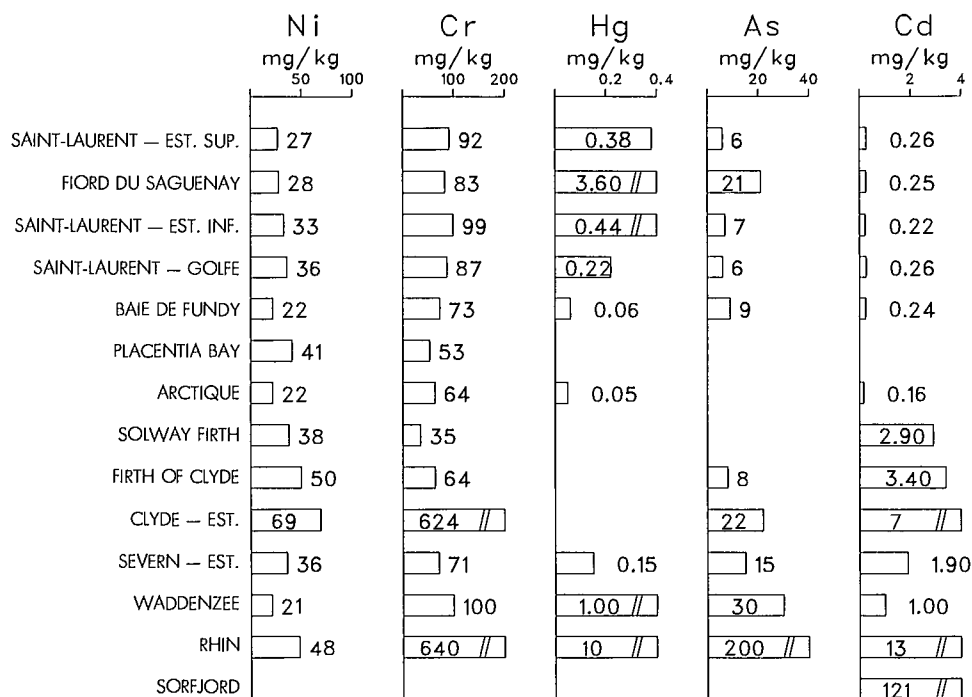 Ni Cr Hg As Cd
mg/kg mg/kg mg/kg mg/kg mg/kg
50 100 100 200 0.2 0.4 20 40 2 4
SAINT-LAURENT — EST. SUP. 27 92 0.38 6 0.26
FIORD DU SAGUENAY 28 83 3.60 // 21 0.25
SAINT-LAURENT — EST. INF. 33 99 0.44 // 7 0.22
SAINT-LAURENT — GOLFE 36 87 0.22 6 0.26
BAIE DE FUNDY 22 73 0.06 9 0.24
PLACENTIA BAY 41 53
ARCTIQUE 22 64 0.05 0.16
SOLWAY FIRTH 38 35 2.90
FIRTH OF CLYDE 50 64 8 3.40
CLYDE — EST. 69 624 // 22 7 //
SEVERN — EST. 36 71 0.15 15 1.90
WADDENZEE 21 100 1.00 // 30 1.00
RHIN 48 640 // 10 // 200 // 13 //
SORFJORD 121 //